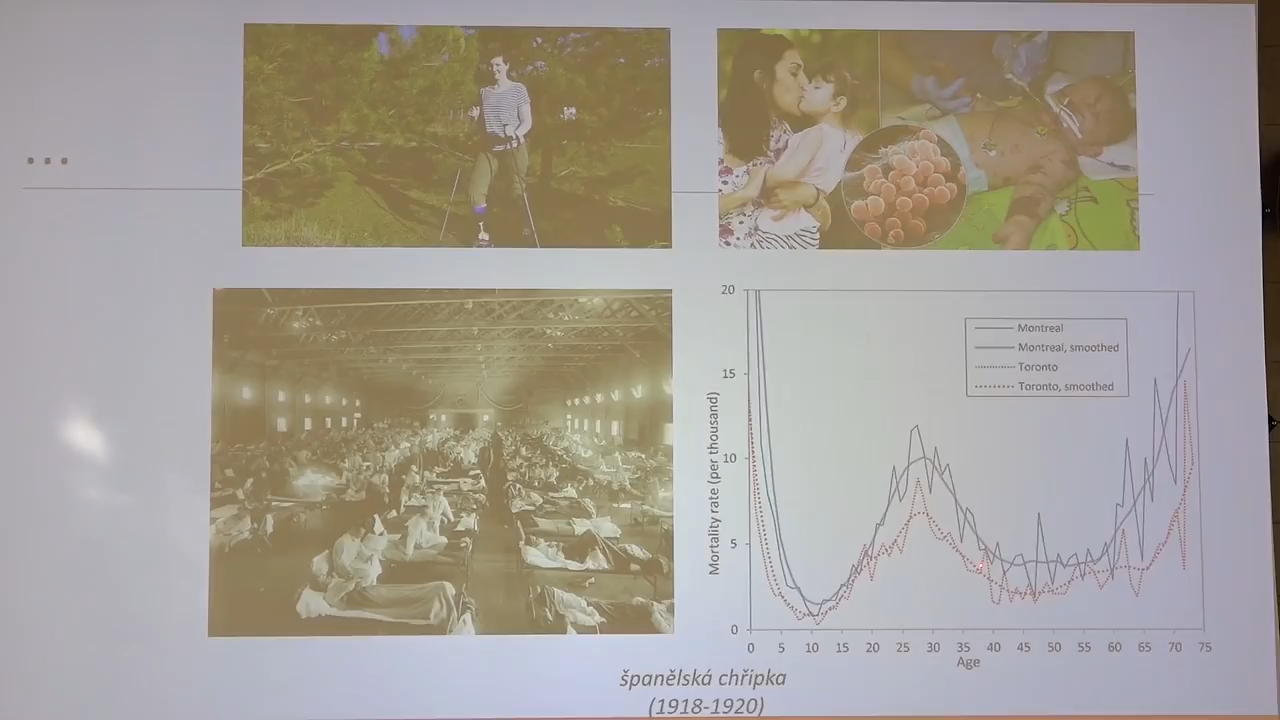 ...
20
15
10
5
0
Mortality rate (per thousand)
Montreal
Montreal, smoothed
Toronto
Toronto, smoothed
0 5 10 15 20 25 30 35 40 45 50 55 60 65 70 75
Age
španělská chřipka
(1918-1920)